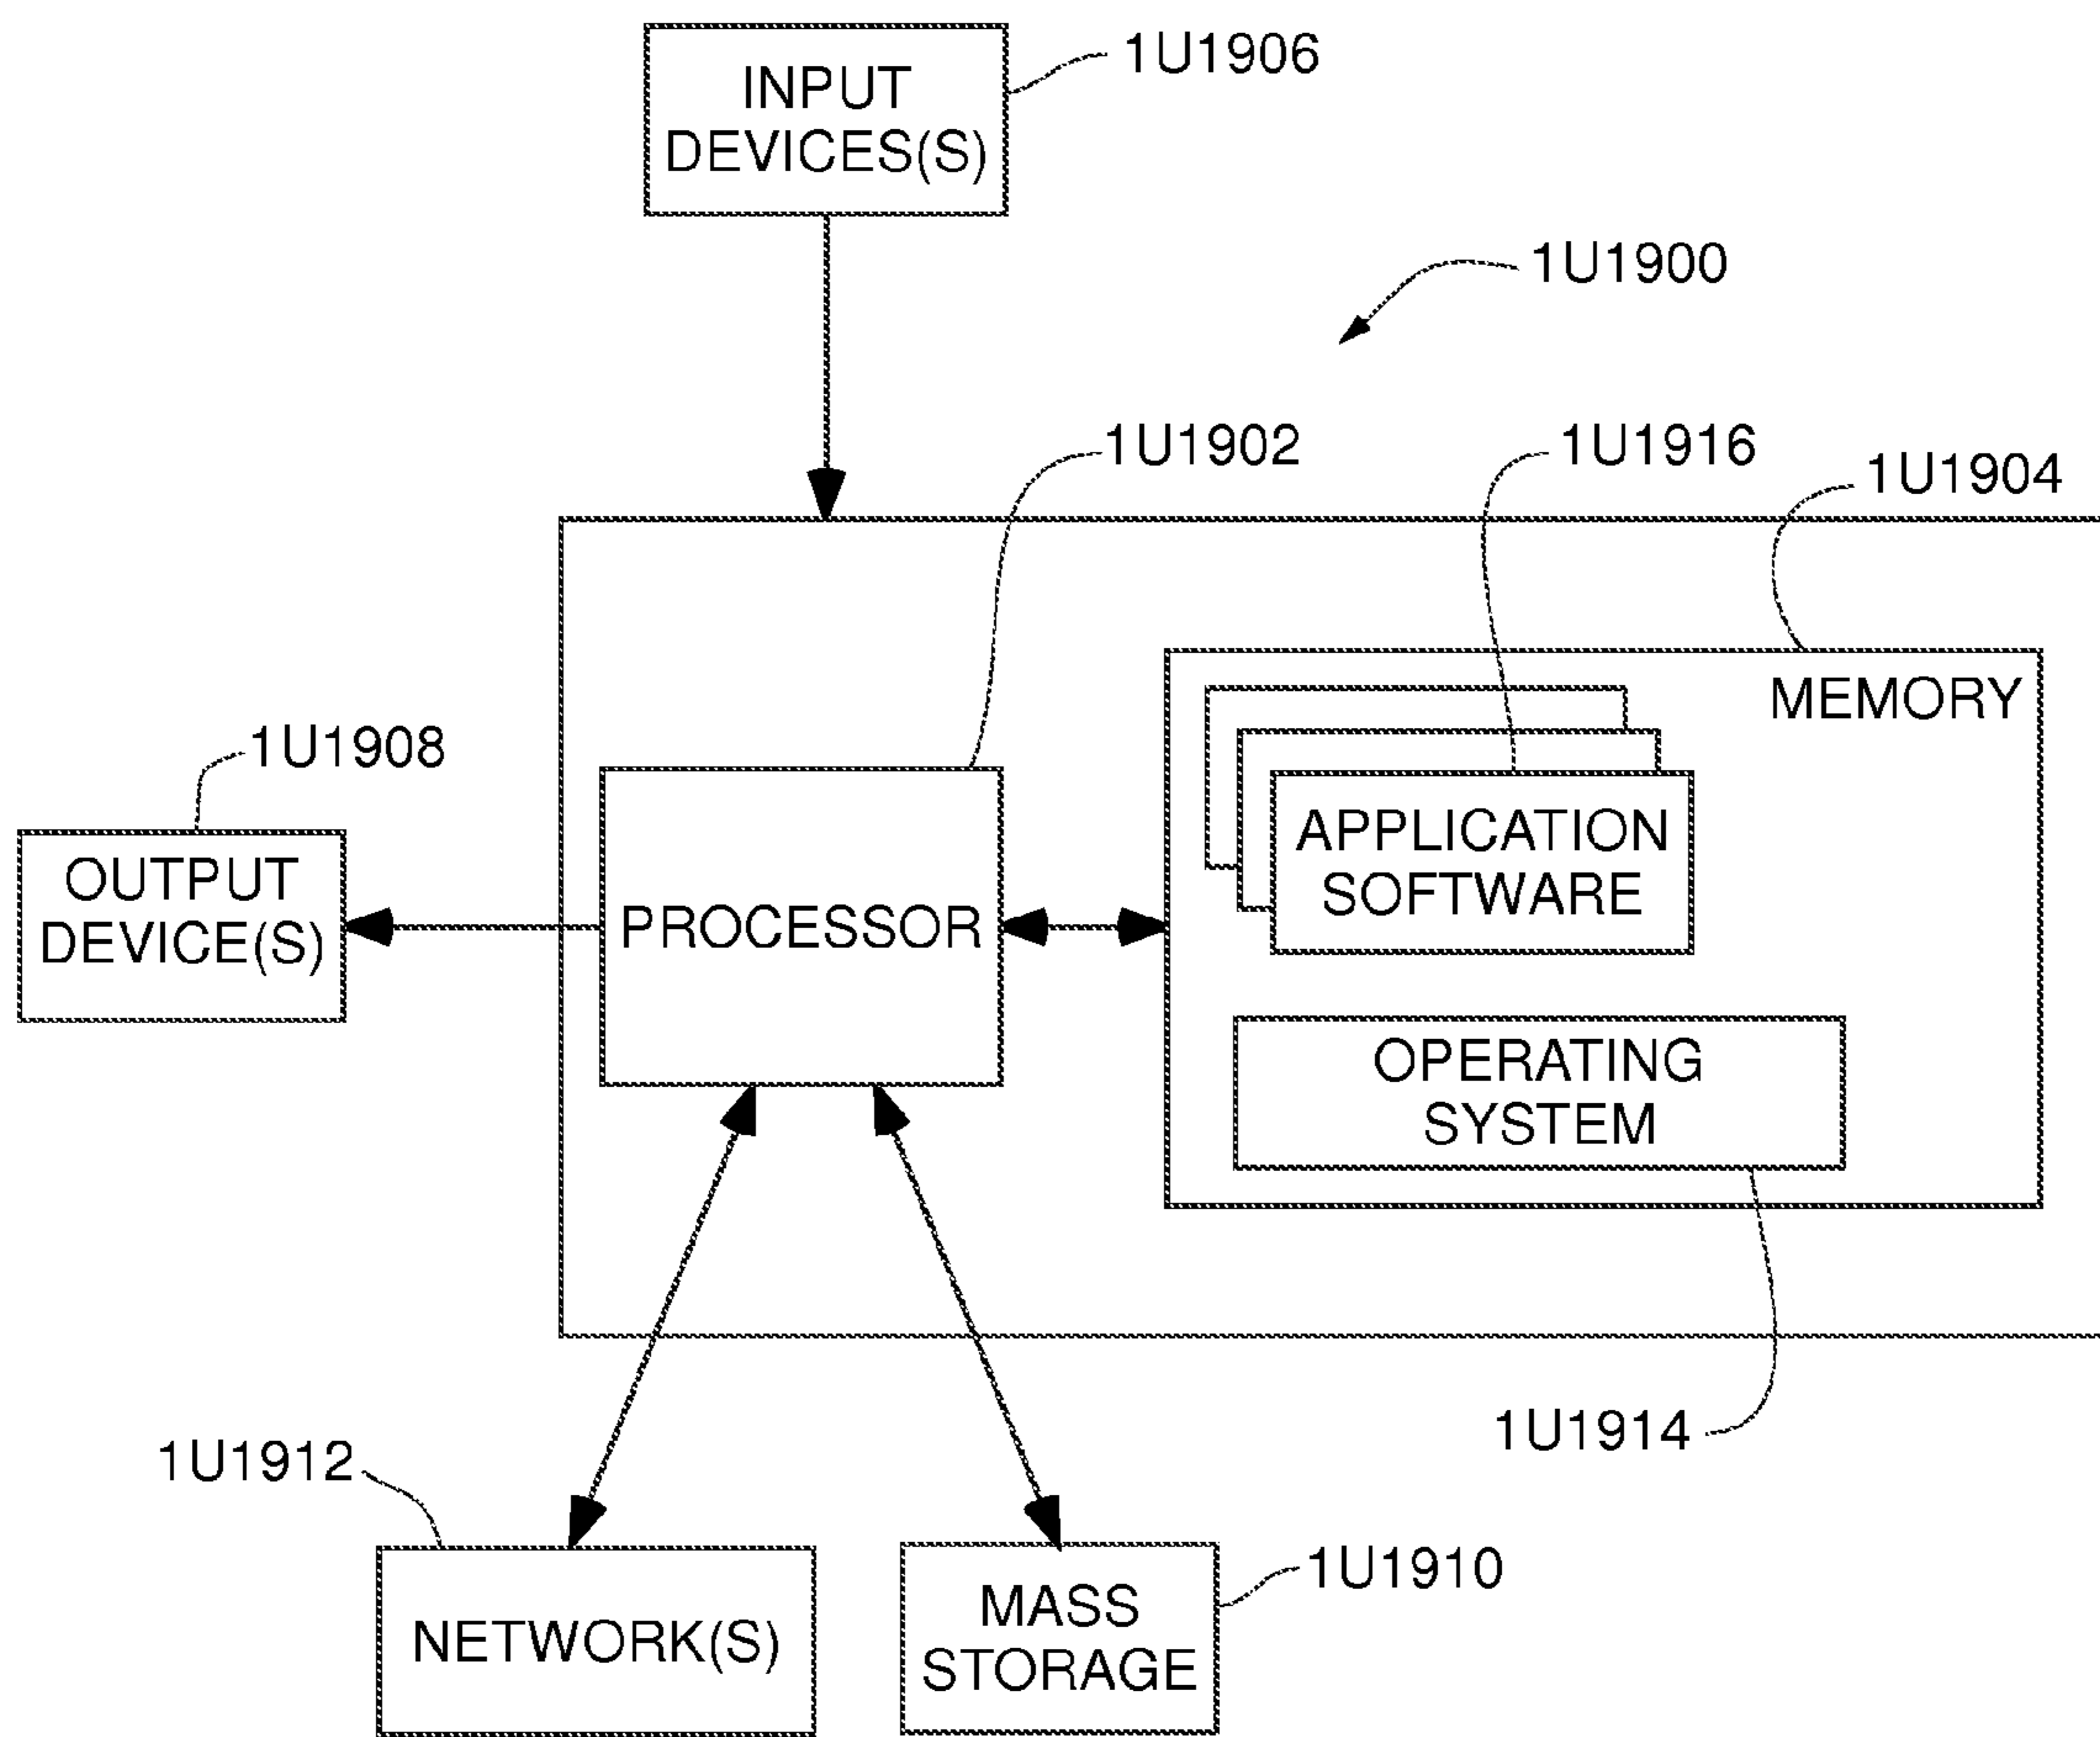 INPUT
DEVICES(S)
1U1906
1U1900
1U1902
1U1916
1U1904
MEMORY
1U1908
OUTPUT
DEVICE(S)
PROCESSOR
APPLICATION
SOFTWARE
OPERATING
SYSTEM
1U1914
1U1912
NETWORK(S)
MASS
STORAGE
1U1910